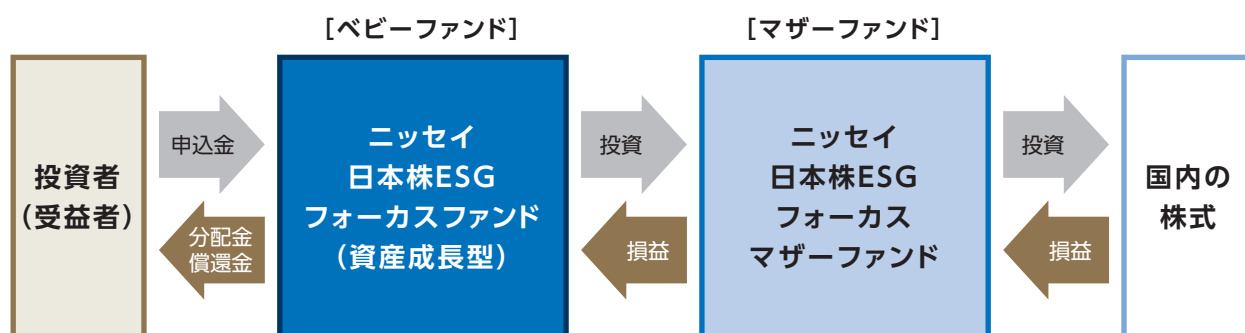 ［ベビーファンド］
［マザーファンド］
投資者
（受益者）
申込金
分配金
償還金
ニッセイ
日本株ESG
フォーカスファンド
（資産成長型）
投資
損益
ニッセイ
日本株ESG
フォーカス
マザーファンド
投資
損益
国内の
株式